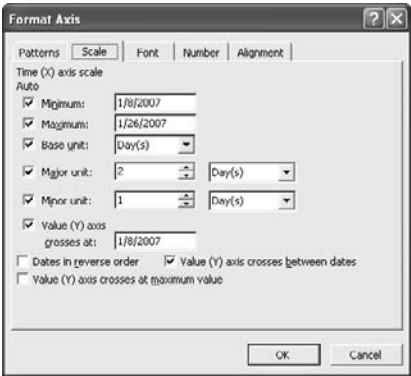 Format Axis
Patterns Scale Font Number Alignment
Time (X) axis scale
Auto
Minimum: 1/8/2007
Maximum: 1/26/2007
Base unit: Day(s)
Major unit: 2 Day(s)
Minor unit: 1 Day(s)
Value (Y) axis
crosses at: 1/8/2007
Dates in reverse order Value (Y) axis crosses between dates
Value (Y) axis crosses at maximum value
OK Cancel